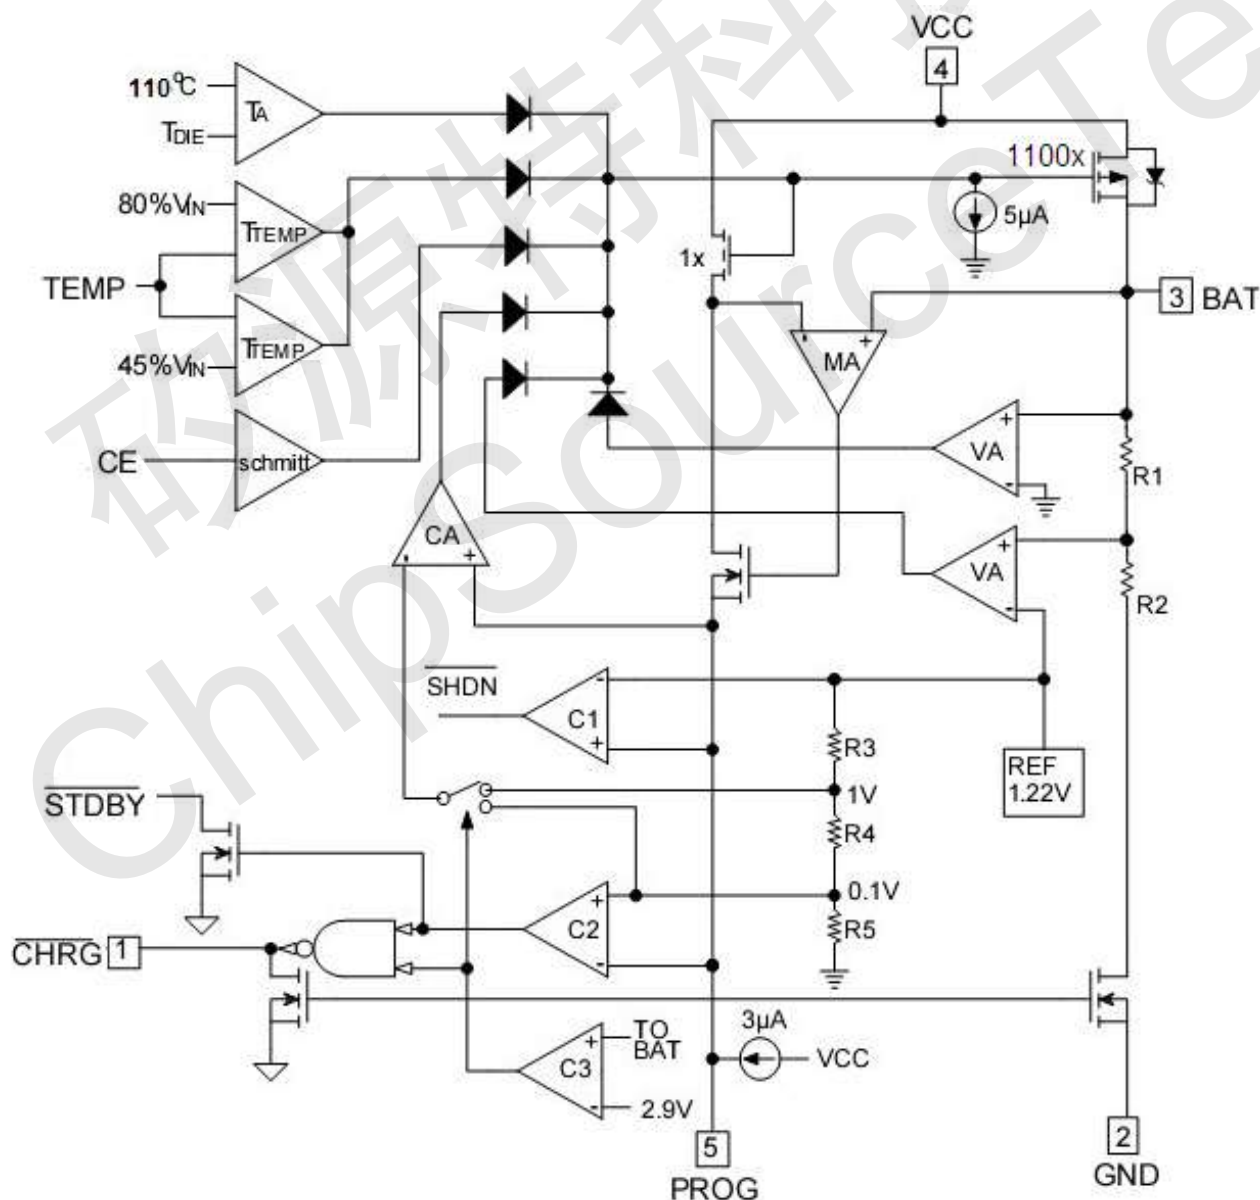 VCC
4
110°C
TDIE
TA
1100x
80%VIN
TTEMP
5µA
1x
TEMP
3 BAT
TTEMP
45%VIN
- +
MA
+
VA
-
R1
CE
schmitt
CA
- +
+
VA
-
R2
SHDN
-
C1
+
R3
REF
1.22V
1V
STDBY
R4
0.1V
+
C2
-
R5
CHRG 1
3µA
VCC
+
C3
-
TO
BAT
2.9V
5
PROG
2
GND
矽源特科
ChipSourceTe